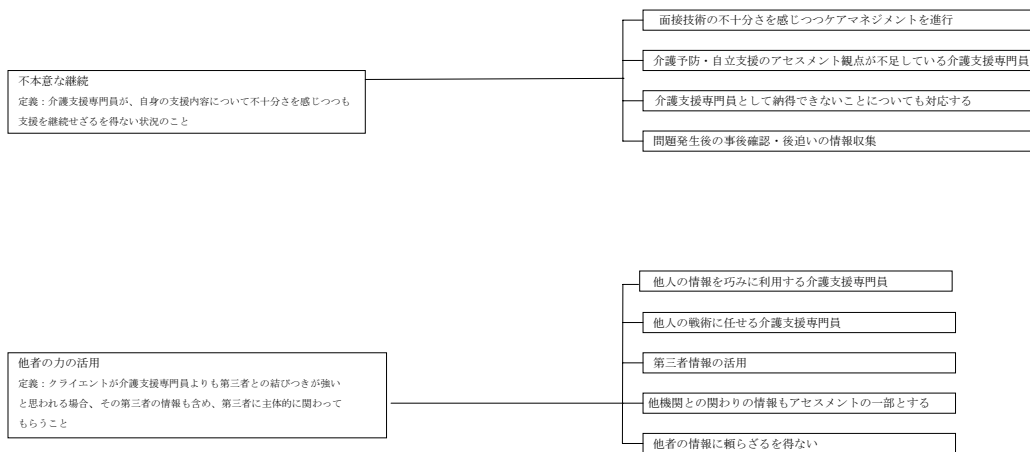 不本意な継続
定義：介護支援専門員が、自身の支援内容について不十分さを感じつつも
支援を継続せざるを得ない状況のこと
面接技術の不十分さを感じつつケアマネジメントを進行
介護予防・自立支援のアセスメント観点が不足している介護支援専門員
介護支援専門員として納得できないことについても対応する
問題発生後の事後確認・後追いの情報収集
他者の力の活用
定義：クライエントが介護支援専門員よりも第三者との結びつきが強い
と思われる場合、その第三者の情報も含め、第三者に主体的に関わって
もらうこと
他人の情報を巧みに利用する介護支援専門員
他人の戦術に任せる介護支援専門員
第三者情報の活用
他機関との関わりの情報もアセスメントの一部とする
他者の情報に頼らざるを得ない